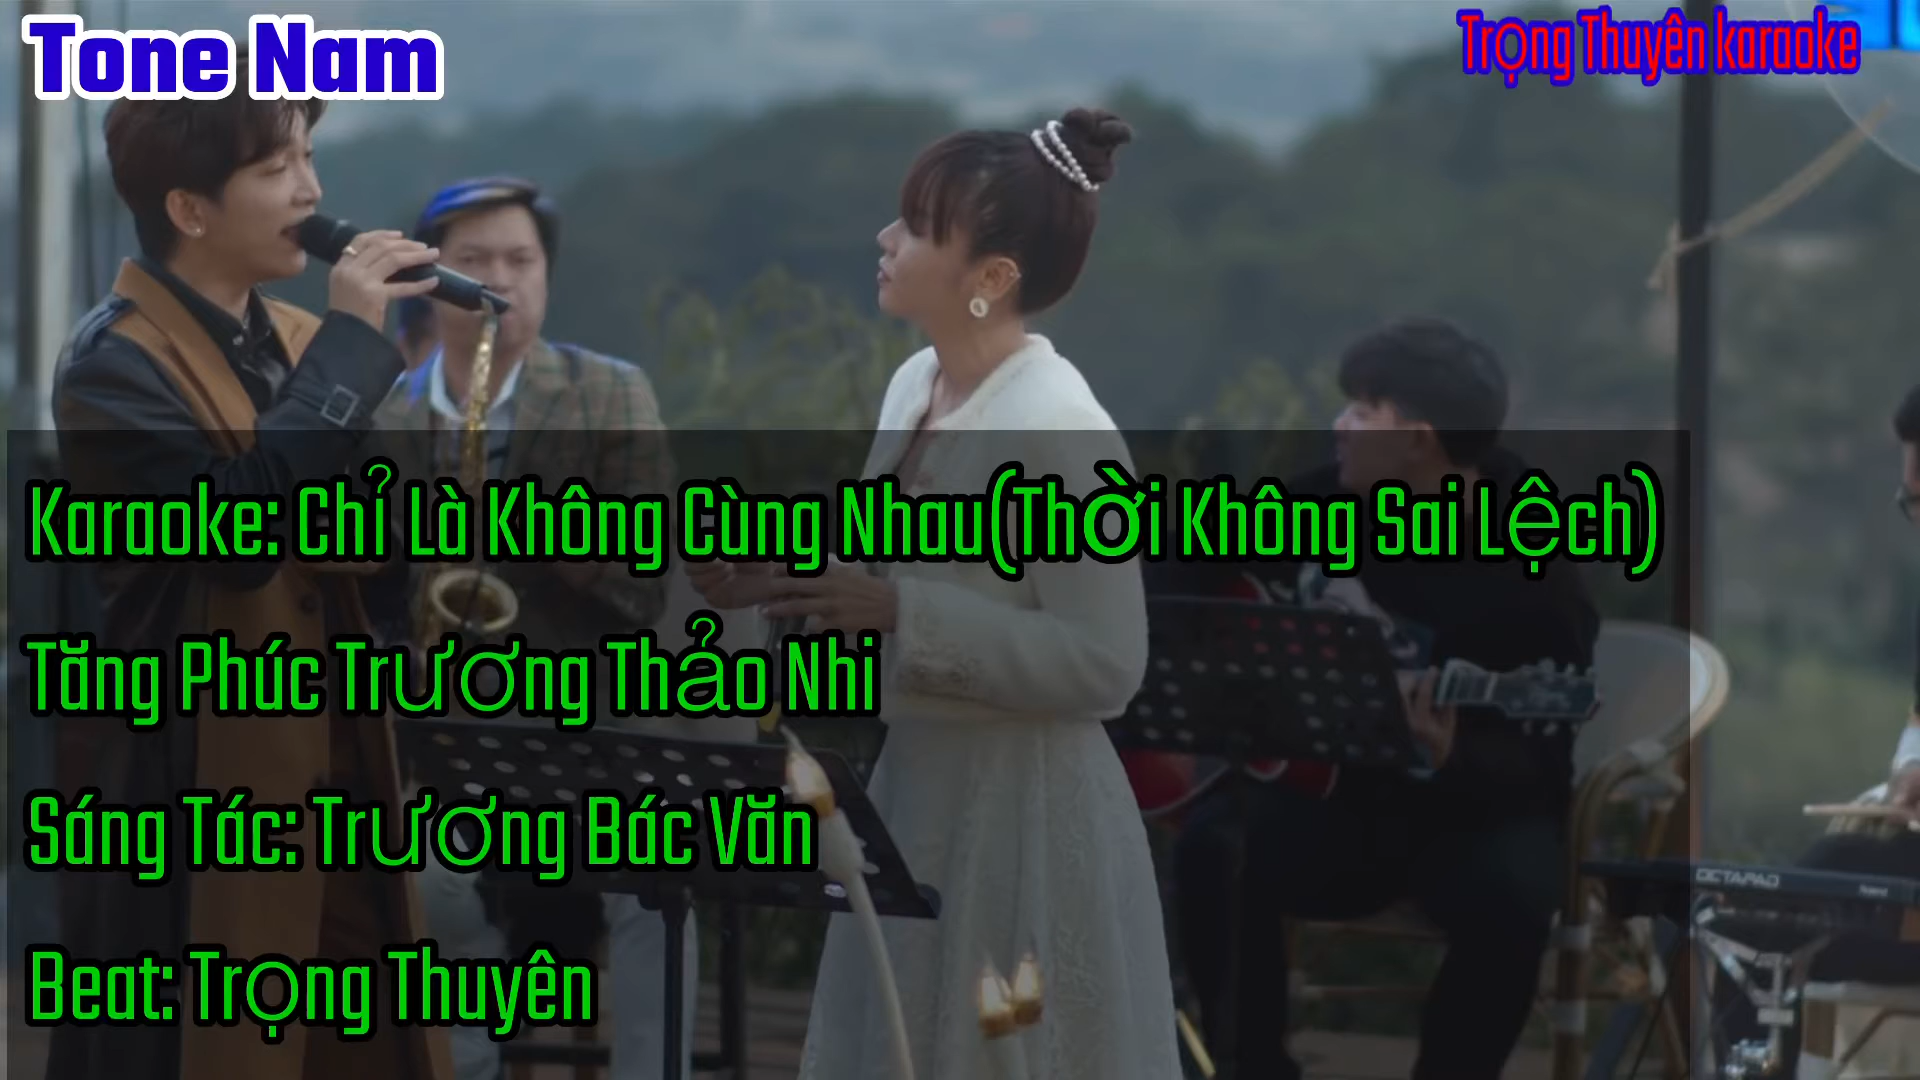 Tone Nam
Trọng Thuyên karaoke
Karaoke: Chỉ Là Không Cùng Nhau(Thời Không Sai Lệch)
Tăng Phúc Trương Thảo Nhi
Sáng Tác: Trương Bác Văn
Beat: Trọng Thuyên
OCTAPAD